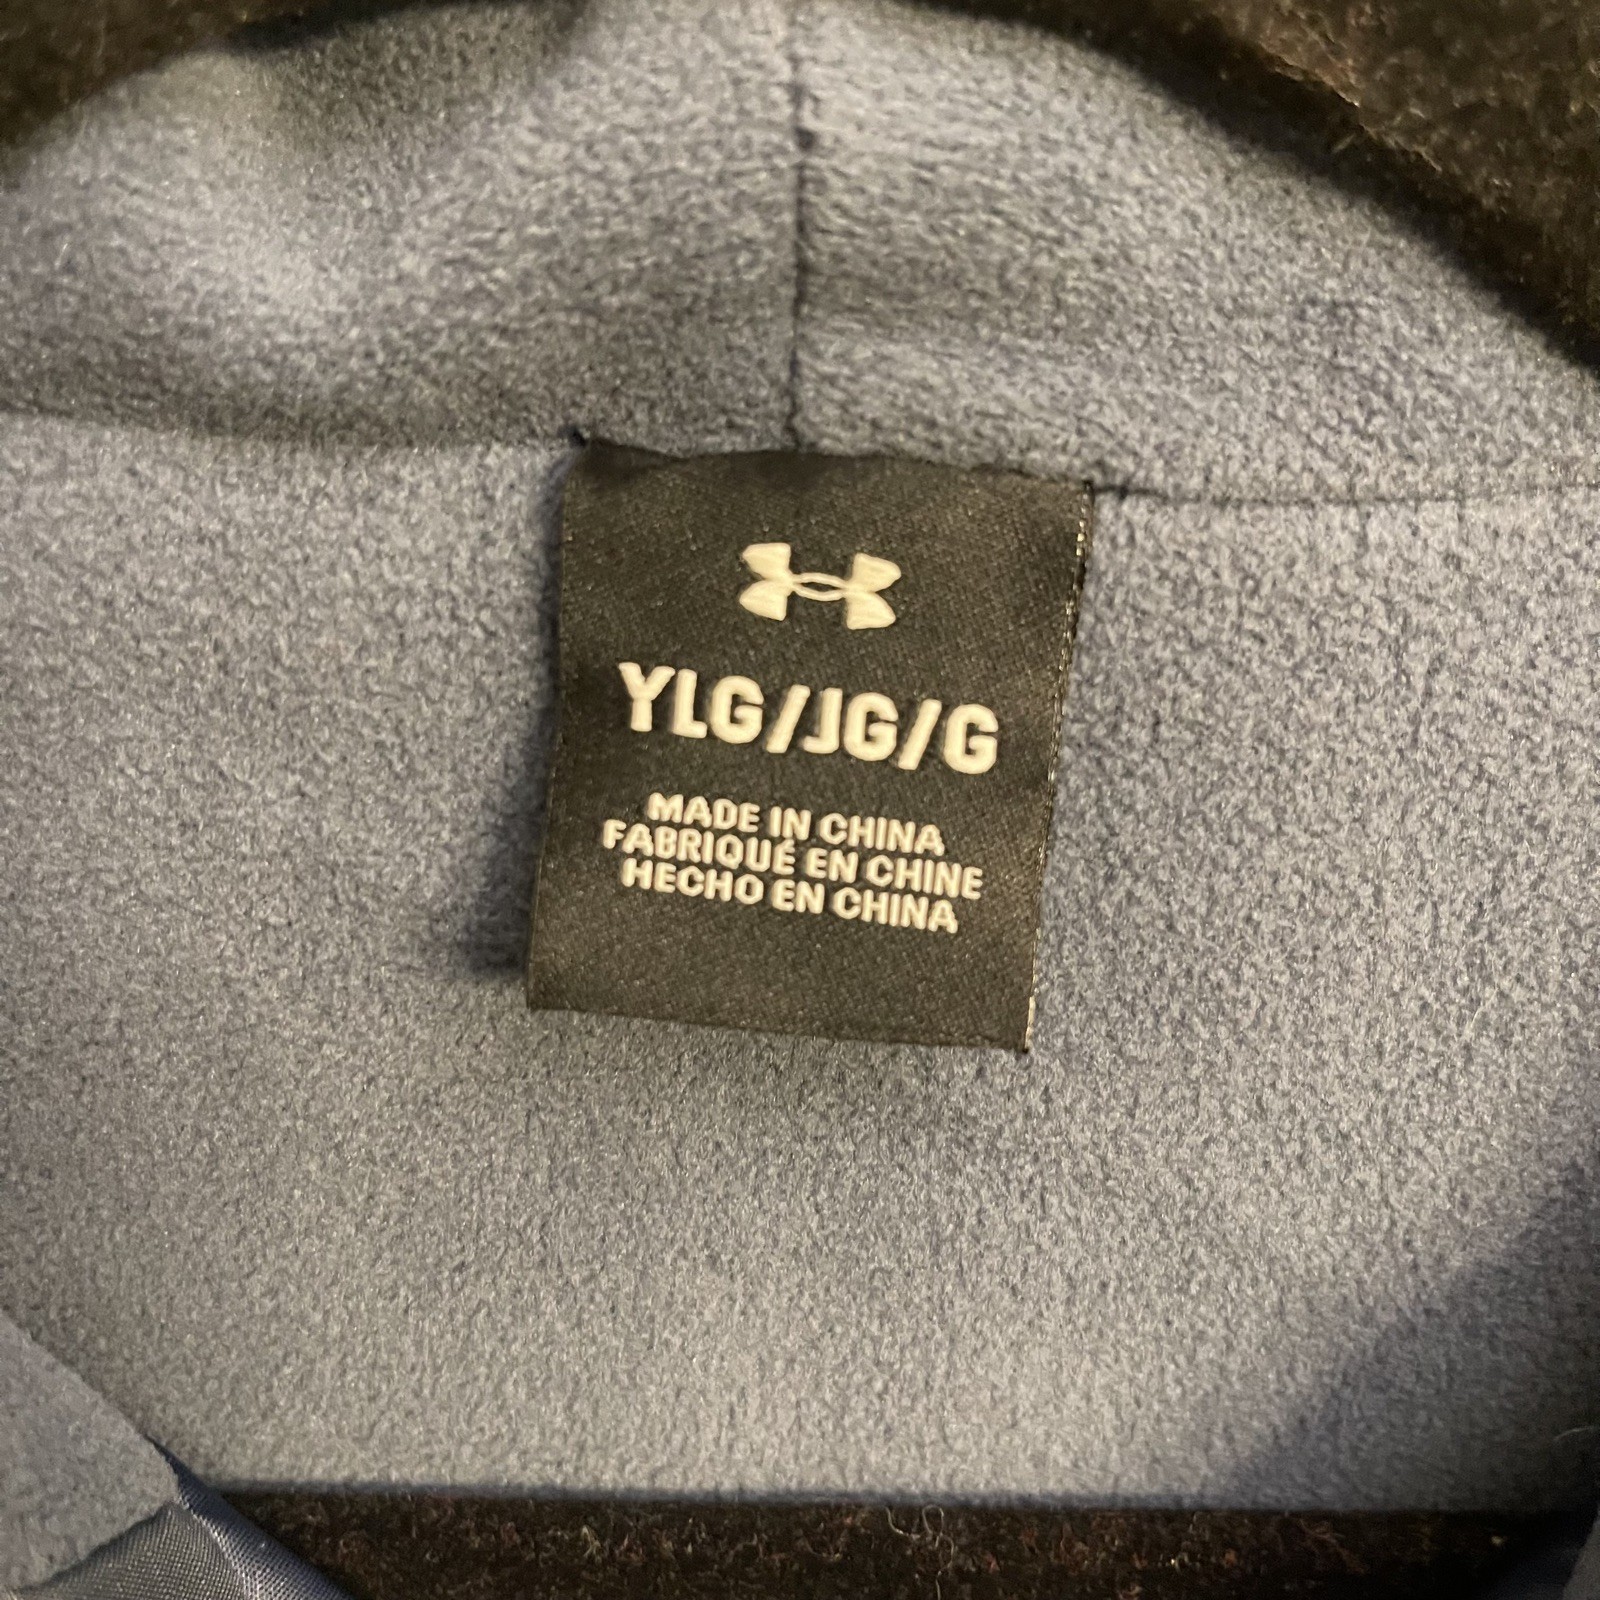 YLG/JG/G
MADE IN CHINA
FABRIQUÉ EN CHINE
HECHO EN CHINA